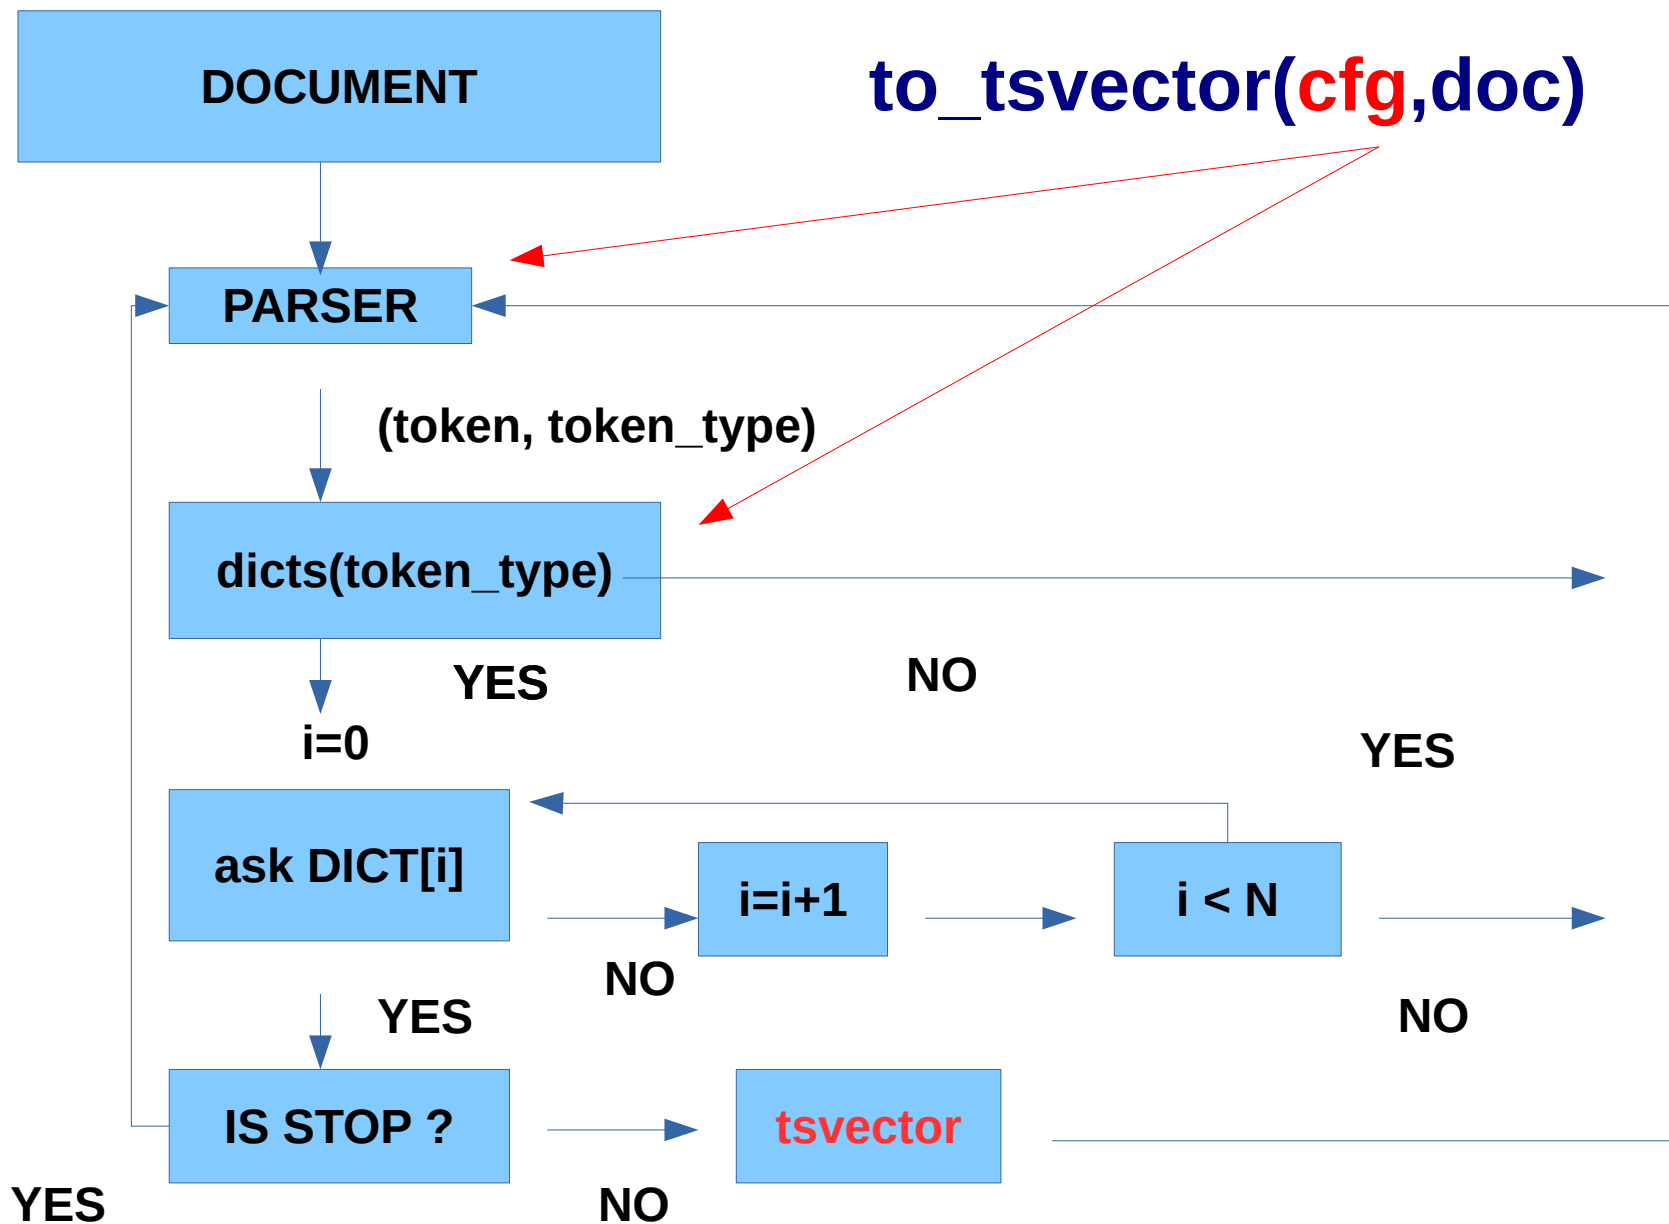 DOCUMENT
to_tsvector(cfg,doc)
PARSER
(token, token_type)
dicts(token_type)
YES
NO
i=0
YES
ask DICT[i]
i=i+1
i < N
NO
YES
NO
IS STOP ?
tsvector
YES
NO